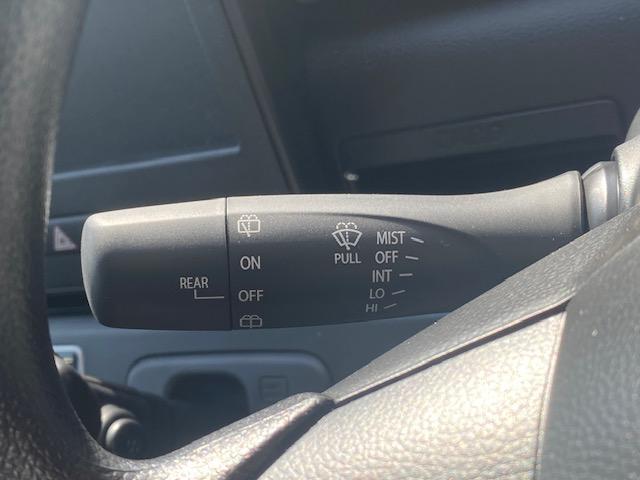 REAR
ON
OFF
PULL
MIST
OFF
INT
LO
HI